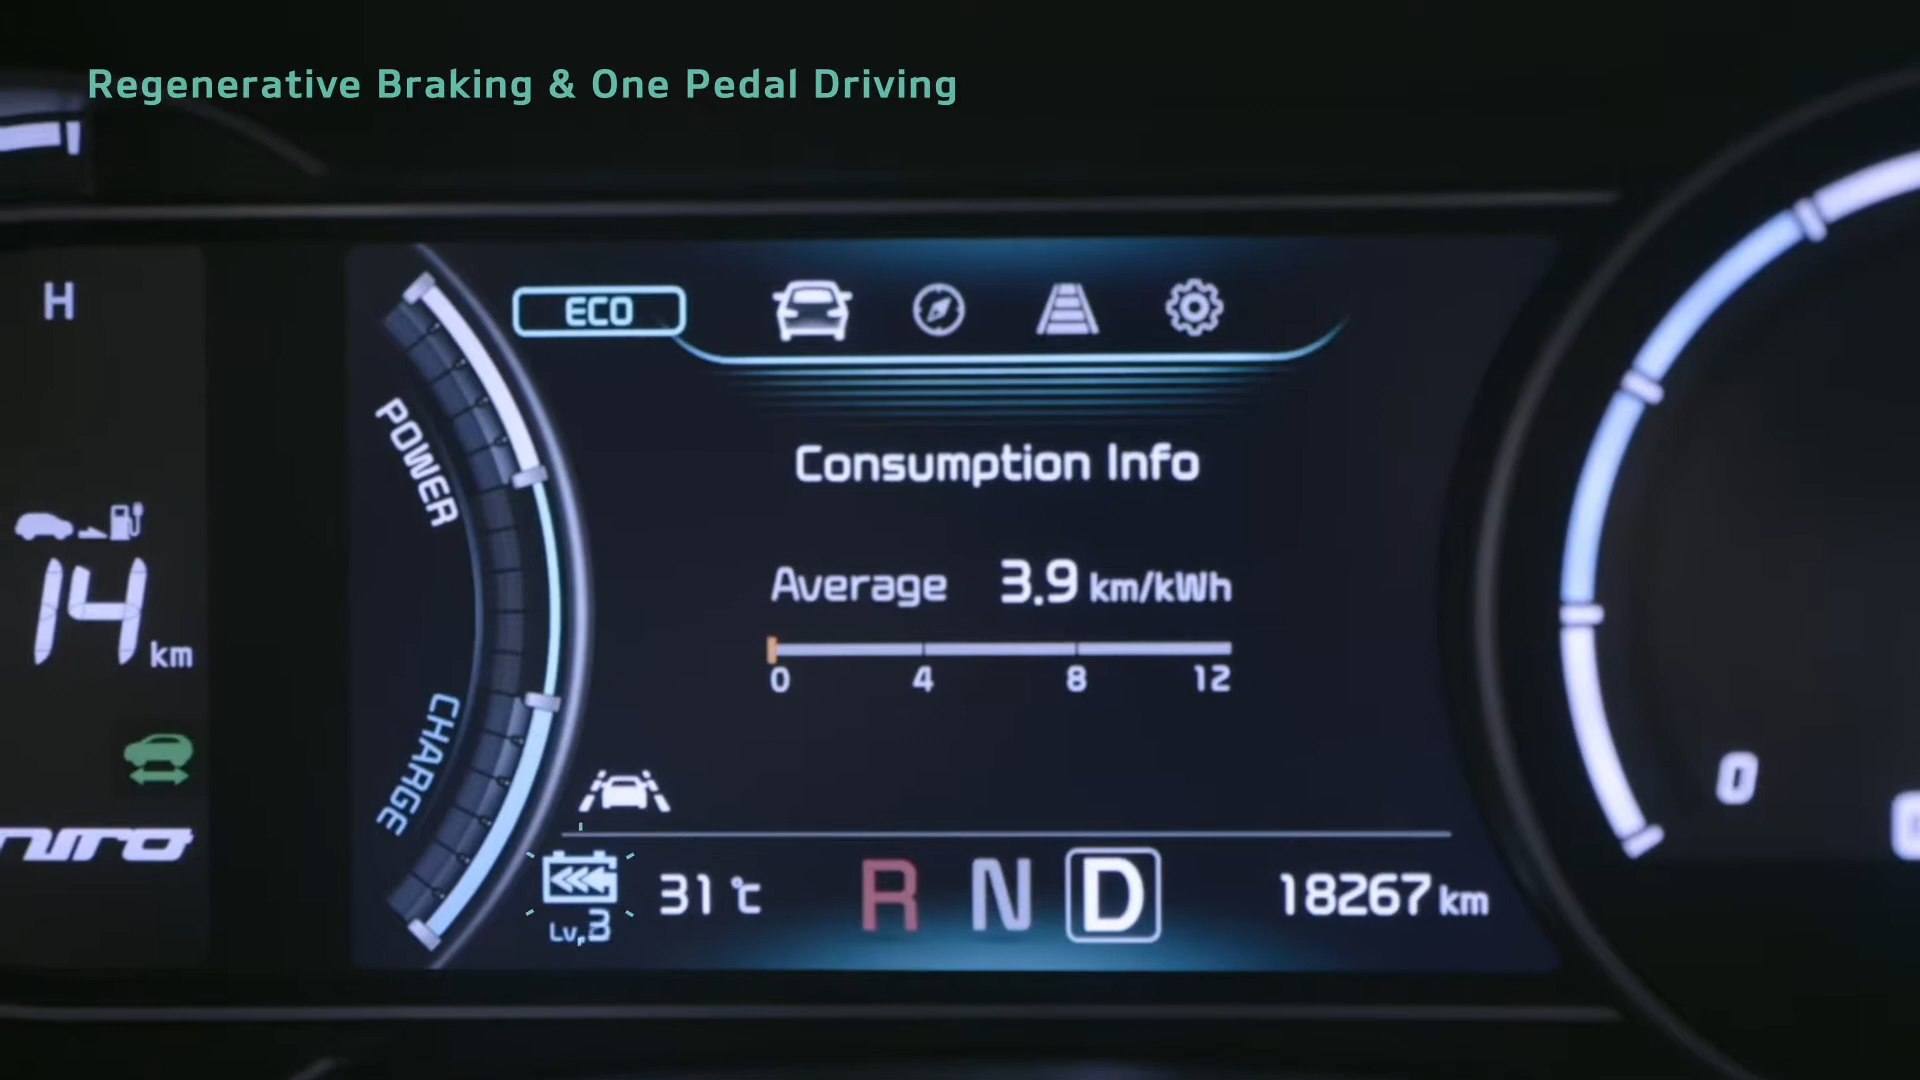 Regenerative Braking & One Pedal Driving
H
ECO
POWER
Consumption Info
14 km
Average 3.9 km/kWh
0 4 8 12
CHARGE
0
niro
Lv.3
31 ℃
R N D
18267 km